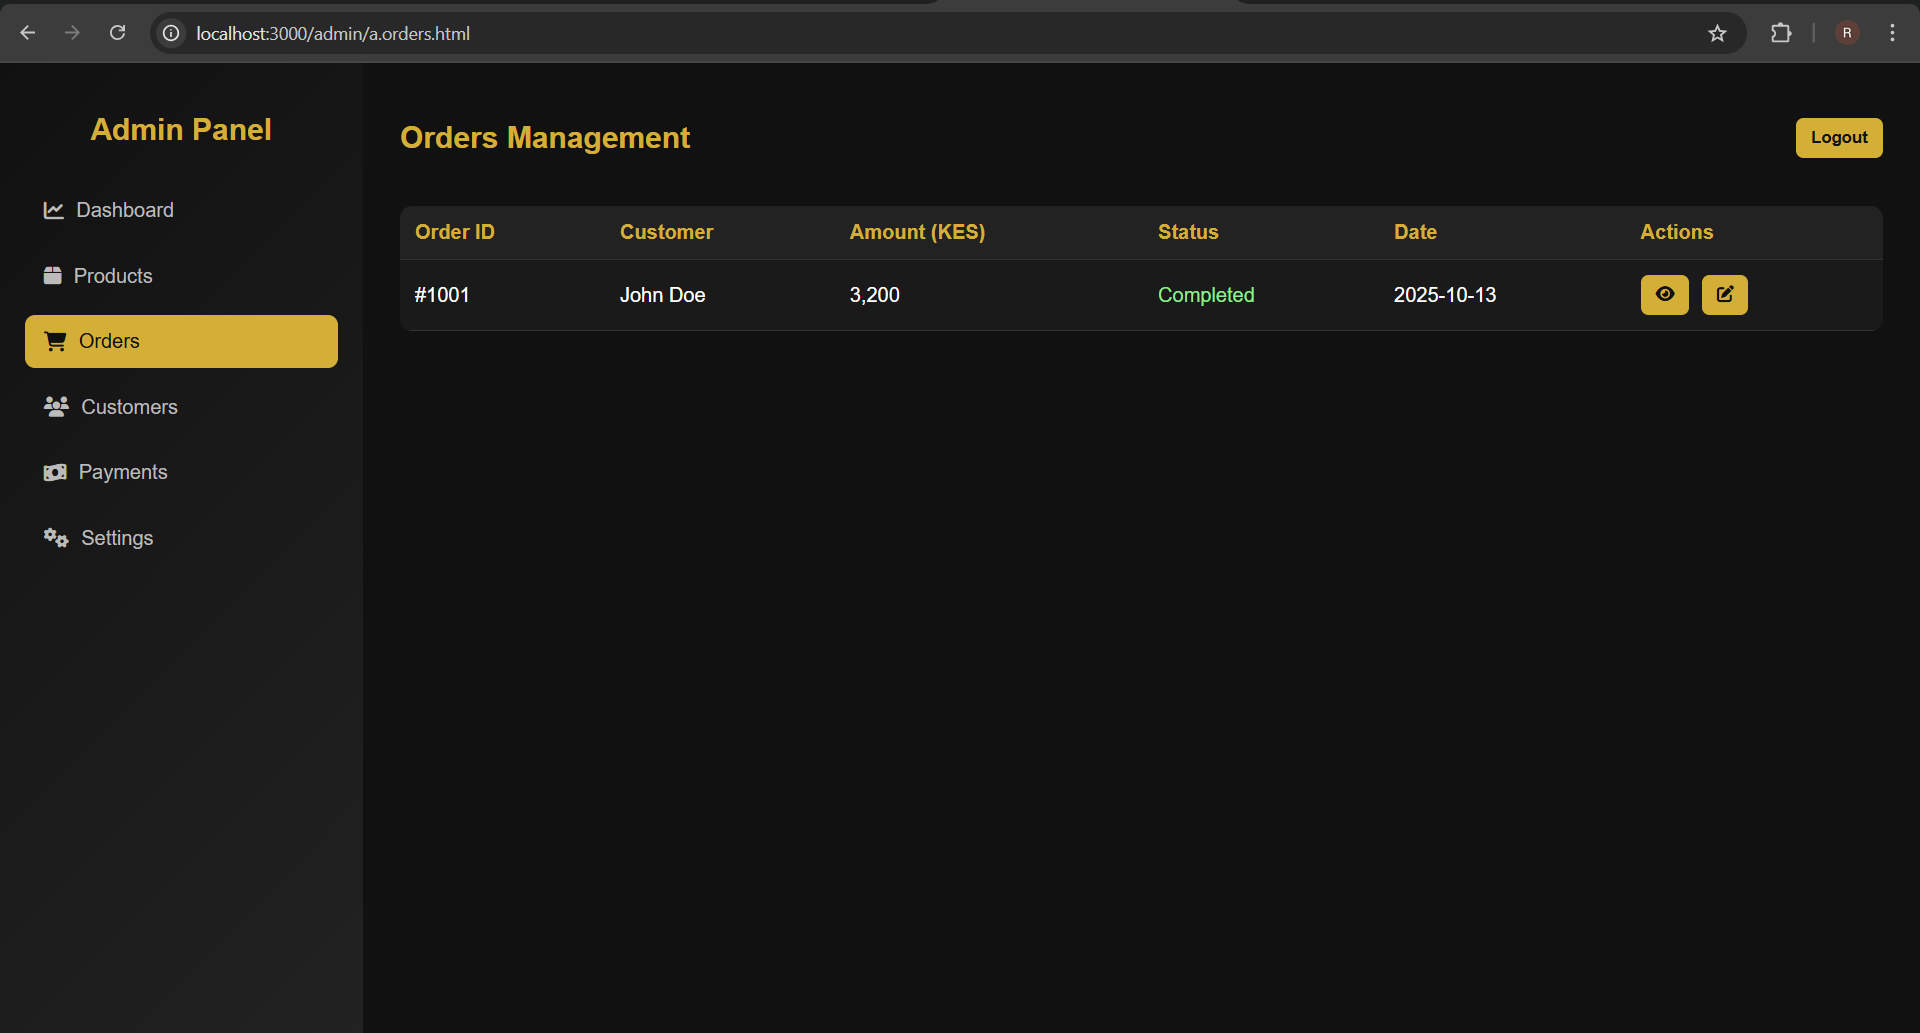 localhost:3000/admin/a.orders.html
R
Admin Panel
Dashboard
Products
Orders
Customers
Payments
Settings
Orders Management
Logout
Order ID Customer Amount (KES) Status Date Actions
#1001 John Doe 3,200 Completed 2025-10-13